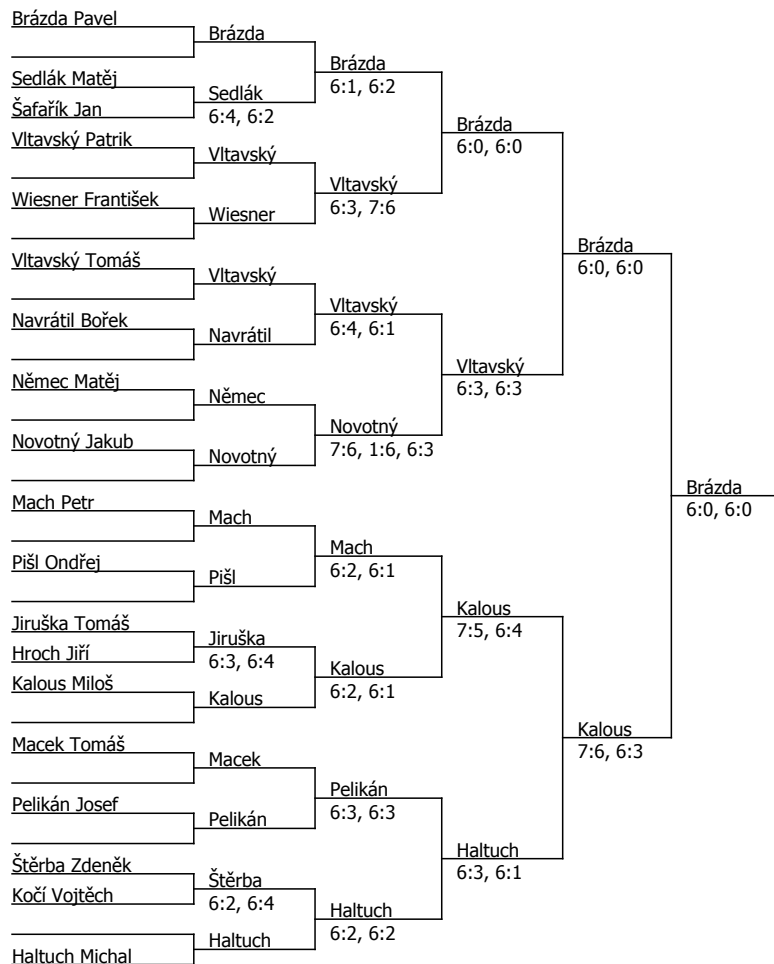 Brázda Pavel
Sedlák Matěj
Šafařík Jan
Vltavský Patrik
Wiesner František
Vltavský Tomáš
Navrátil Bořek
Němec Matěj
Novotný Jakub
Mach Petr
Pišl Ondřej
Jiruška Tomáš
Hroch Jiří
Kalous Miloš
Macek Tomáš
Pelikán Josef
Štěrba Zdeněk
Kočí Vojtěch
Haltuch Michal
Brázda
Sedlák
6:4, 6:2
Vltavský
Wiesner
Vltavský
Navrátil
Němec
Novotný
Mach
Pišl
Jiruška
6:3, 6:4
Kalous
Macek
Pelikán
Štěrba
6:2, 6:4
Haltuch
Brázda
6:1, 6:2
Vltavský
6:3, 7:6
Vltavský
6:4, 6:1
Novotný
7:6, 1:6, 6:3
Mach
6:2, 6:1
Kalous
6:2, 6:1
Pelikán
6:3, 6:3
Haltuch
6:2, 6:2
Brázda
6:0, 6:0
Vltavský
6:3, 6:3
Kalous
7:5, 6:4
Haltuch
6:3, 6:1
Brázda
6:0, 6:0
Kalous
7:6, 6:3
Brázda
6:0, 6:0